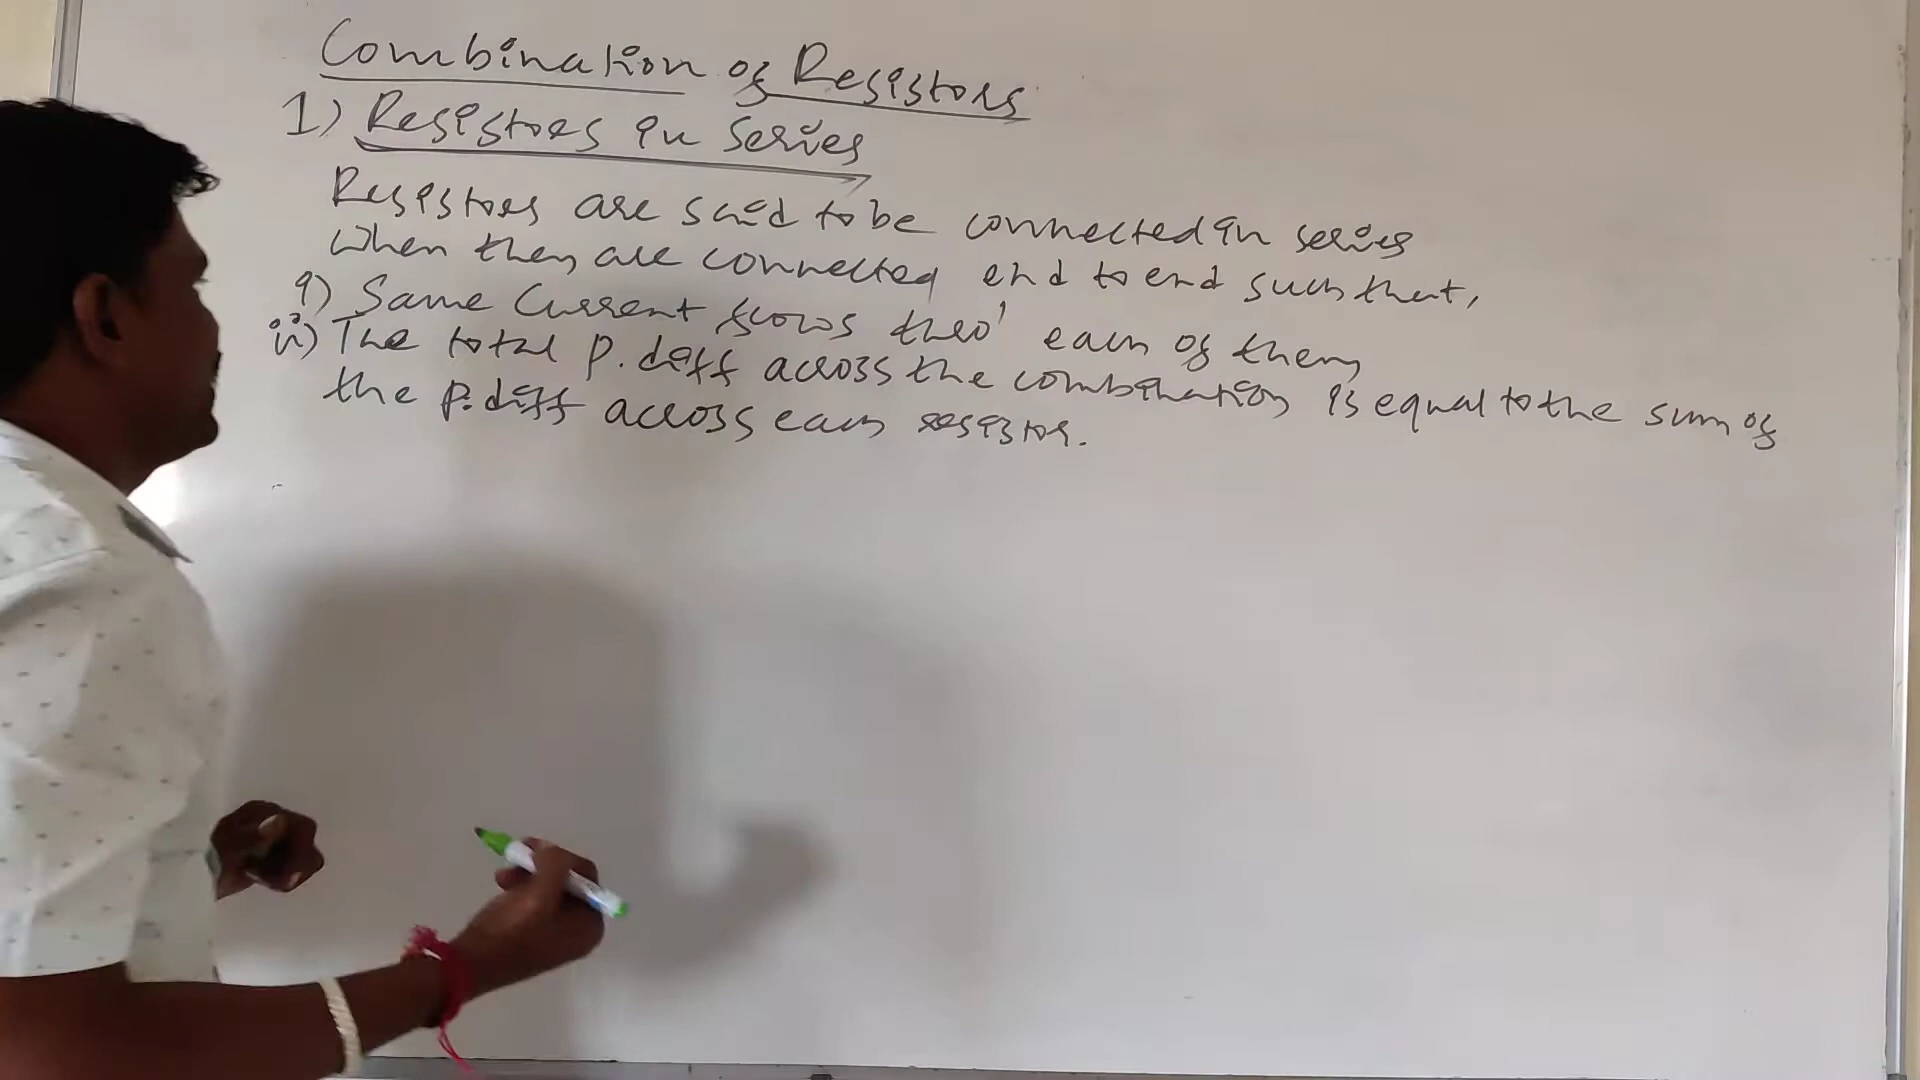 Combination of Resistors
1) Resistors in series
Resistors are said to be connected in series
when they are connected end to end such that,
i) Same Current flows thro' each of them
ii) The total p.diff across the combination is equal to the sum of
the p.diff across each resistor.